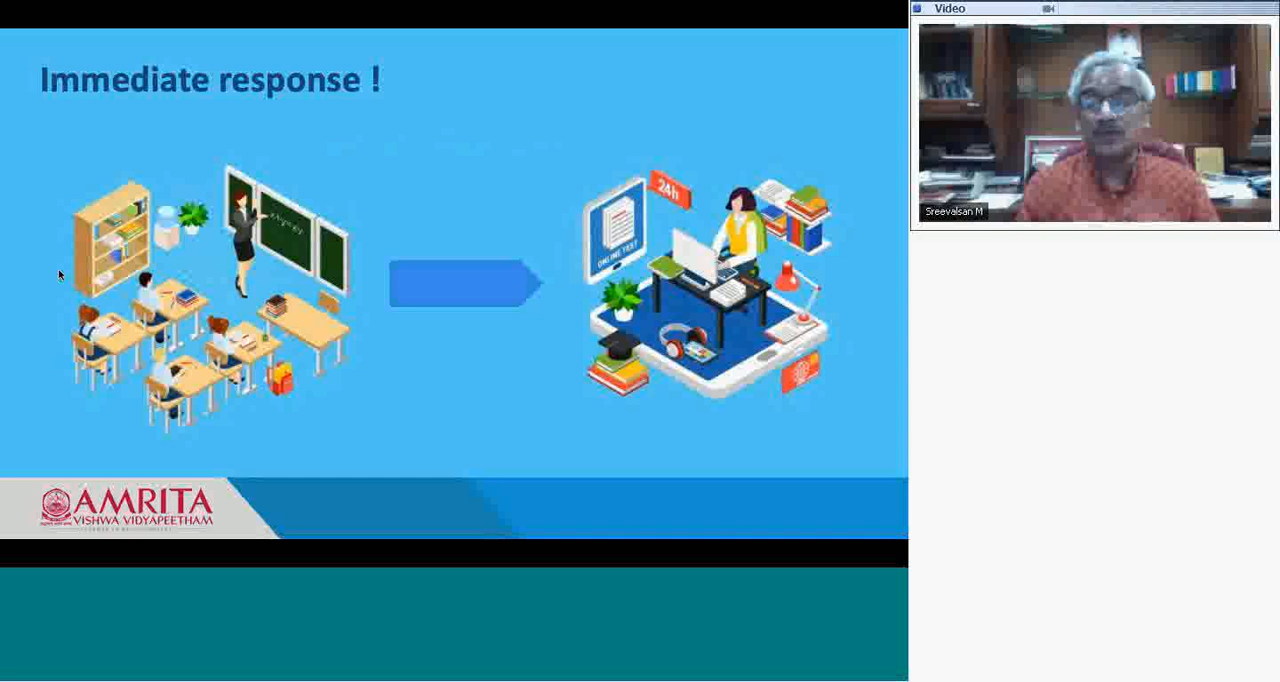 Immediate response !
24h
ONLINE TEST
AMRITA
VISHWA VIDYAPEETHAM
Video
Sreevalsan M